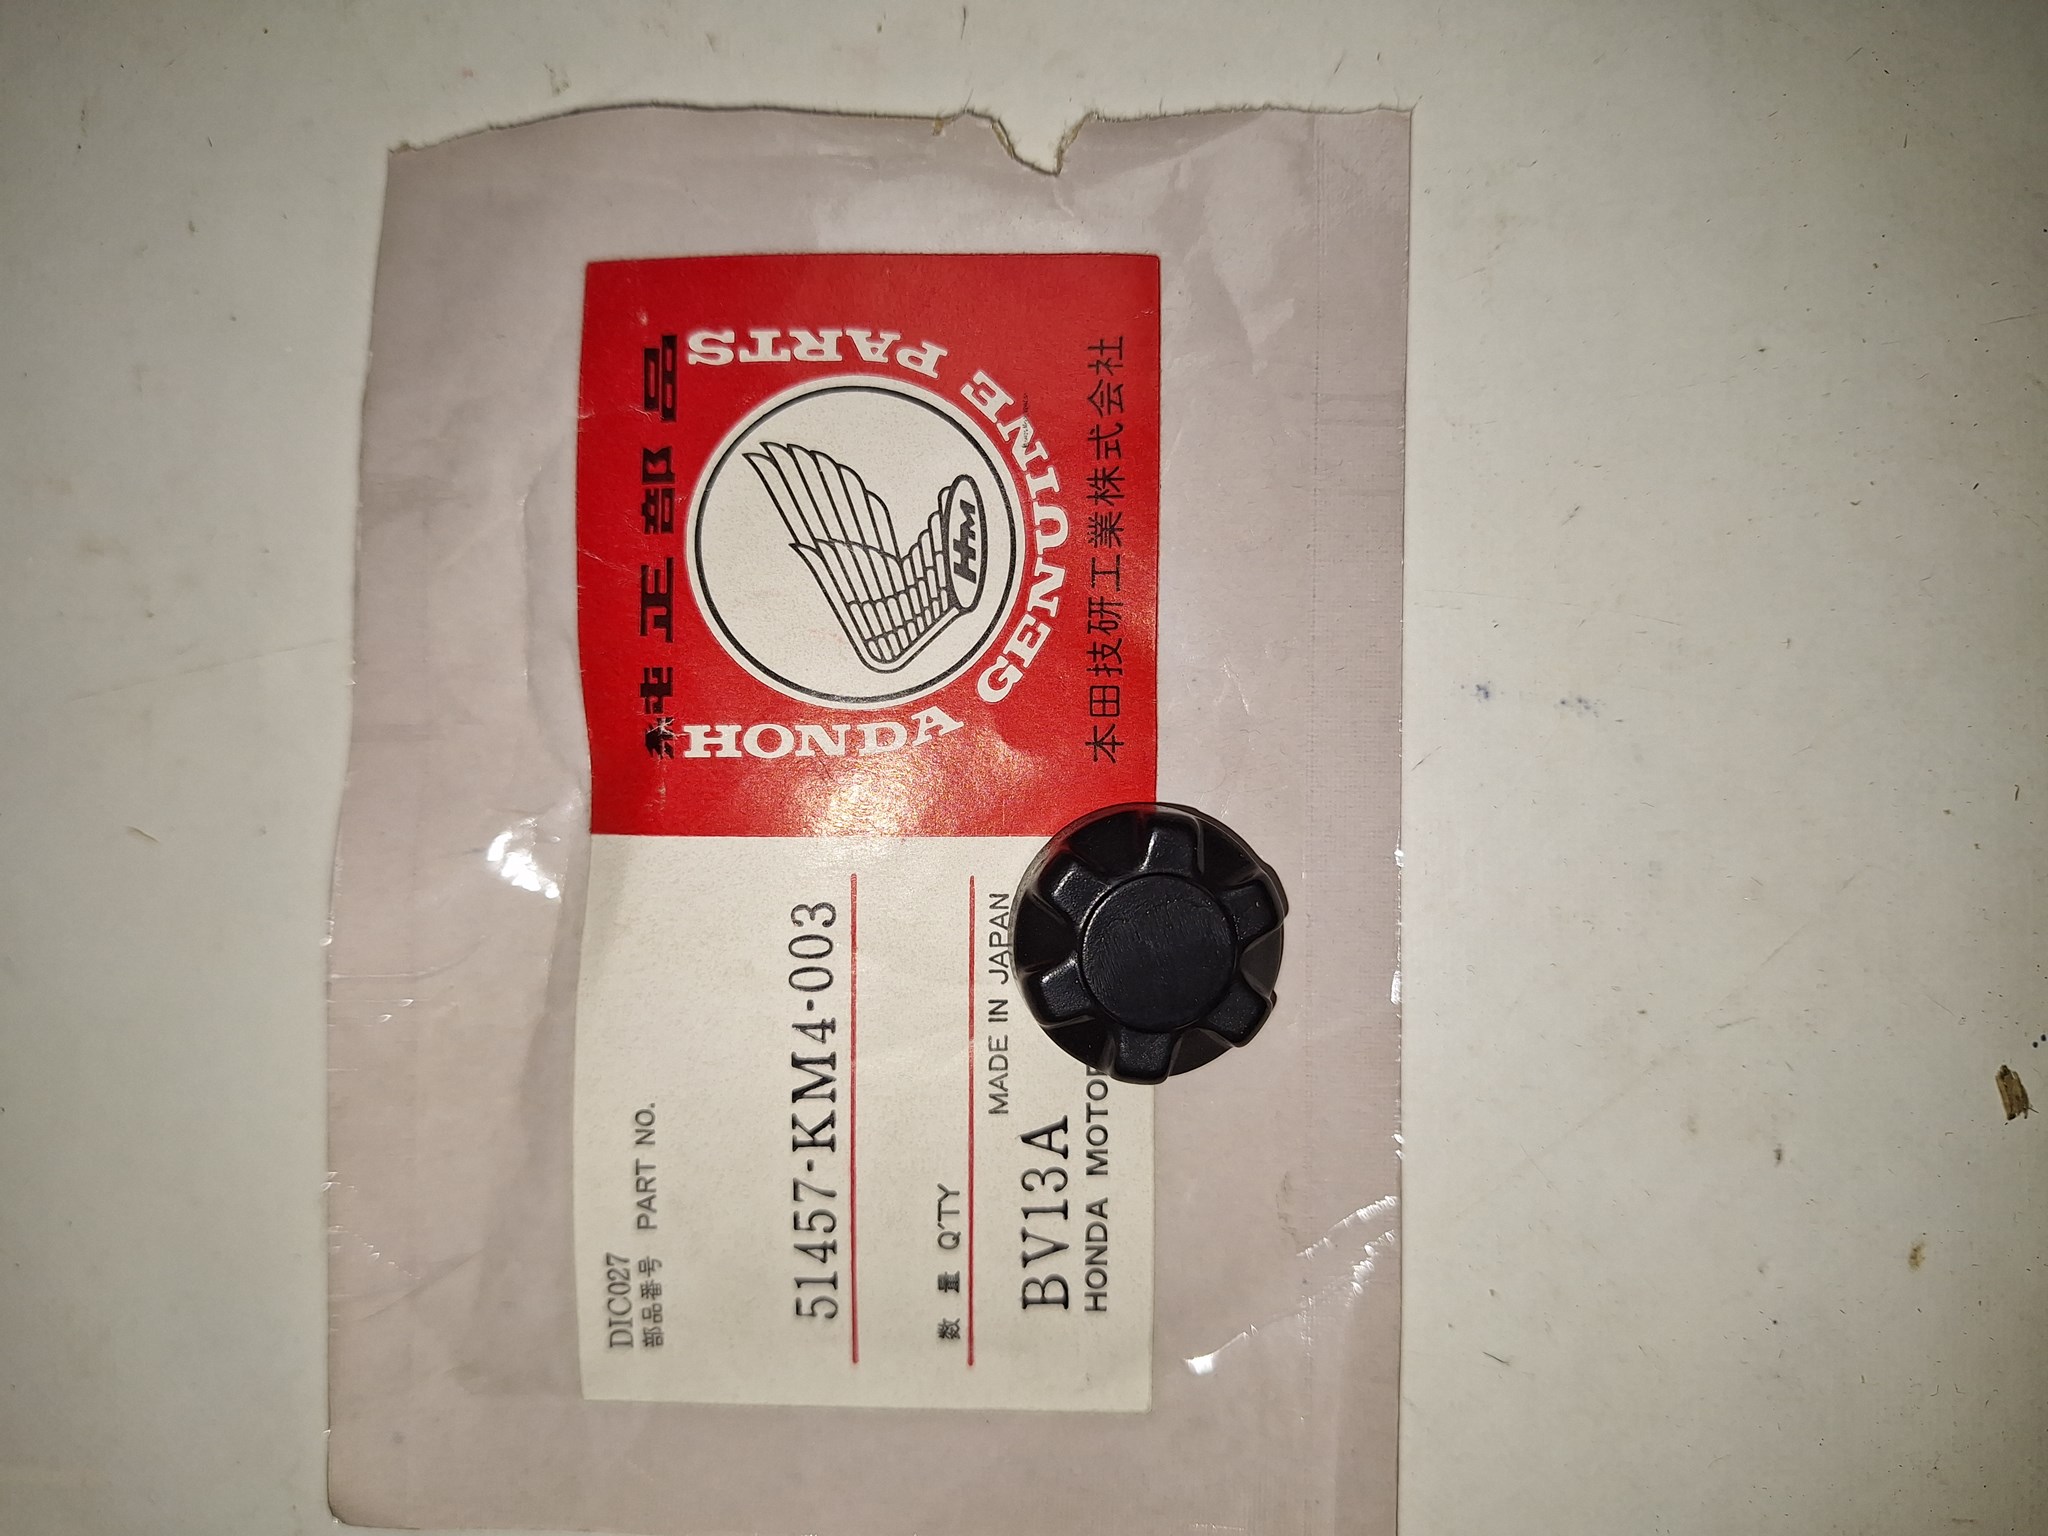 純正部品
HONDA GENUINE PARTS
HM
本田技研工業株式会社
DIC027
部品番号 PART NO.
51457-KM4-003
数量 Q'TY
MADE IN JAPAN
BV13A
HONDA MOTOR